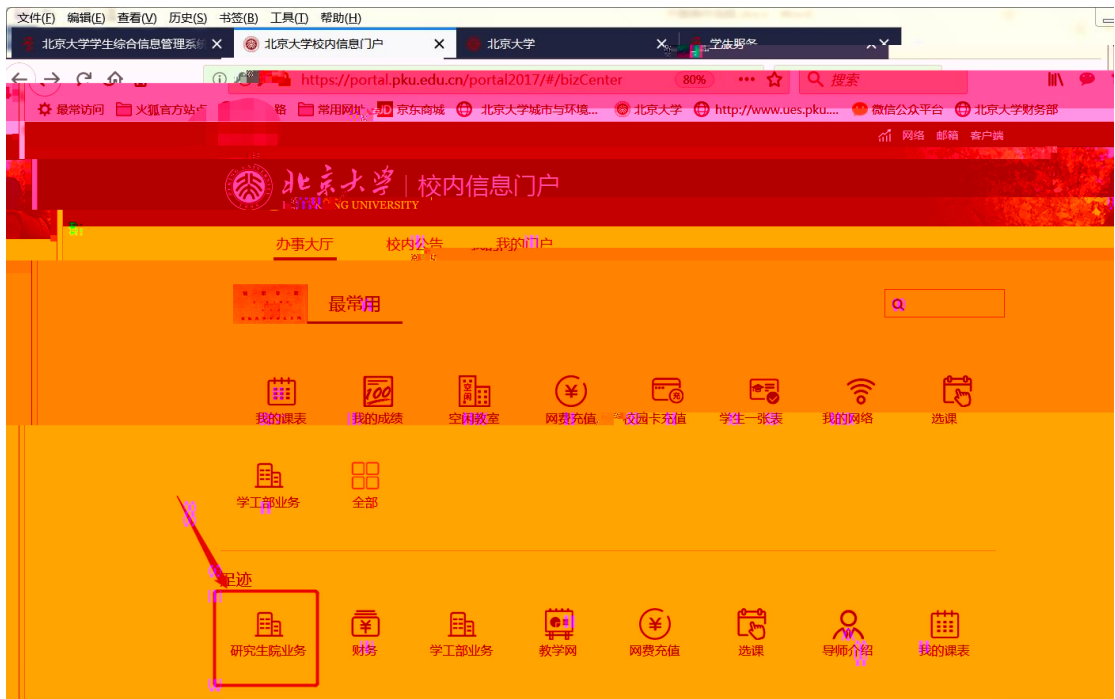 文件(F) 编辑(E) 查看(V) 历史(S) 书签(B) 工具(T) 帮助(H)
北京大学学生综合信息管理系 北京大学校内信息门户 北京大学
https://portal.pku.edu.cn/portal2017/#/bizCenter 80% 搜索
最常访问 火狐官方站点 常用网址 京东商城 北京大学城市与环境... 北京大学 http://www.ues.pku.... 微信公众平台 北京大学财务部
网络 邮箱 客户端
北京大学 校内信息门户
UNIVERSITY
办事大厅 校内公告 我的门户
最常用
我的课表 我的成绩 空闲教室 网费充值 校园卡充值 学生一张表 我的网络 选课
学工部业务 全部
足迹
研究生院业务 财务 学工部业务 教学网 网费充值 选课 导师介绍 我的课表